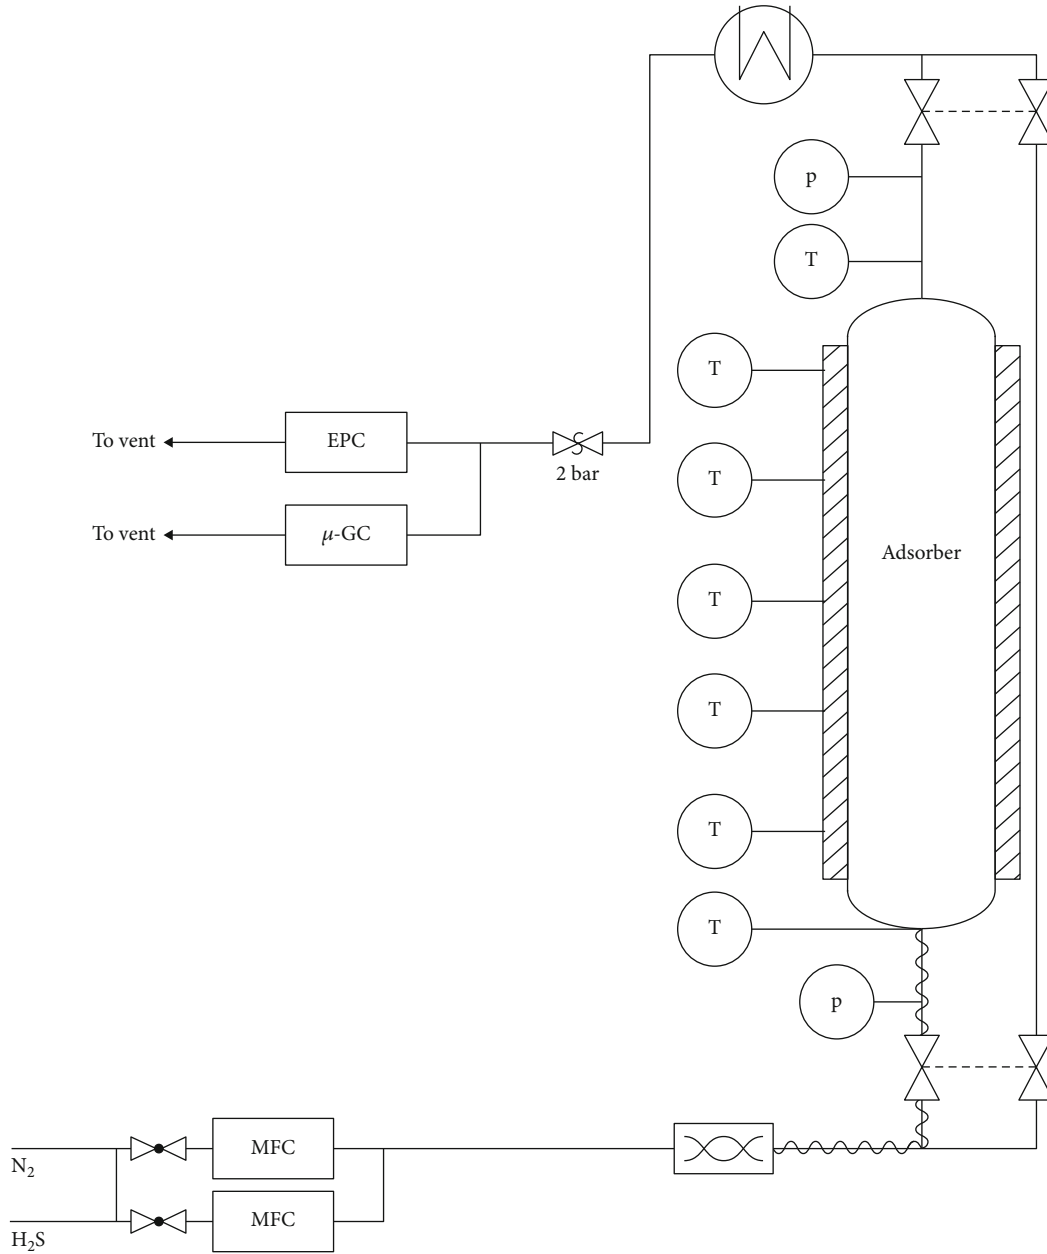 p
T
T
To vent
EPC
2 bar
T
To vent
μ-GC
Adsorber
T
T
T
T
p
N₂
MFC
H₂S
MFC